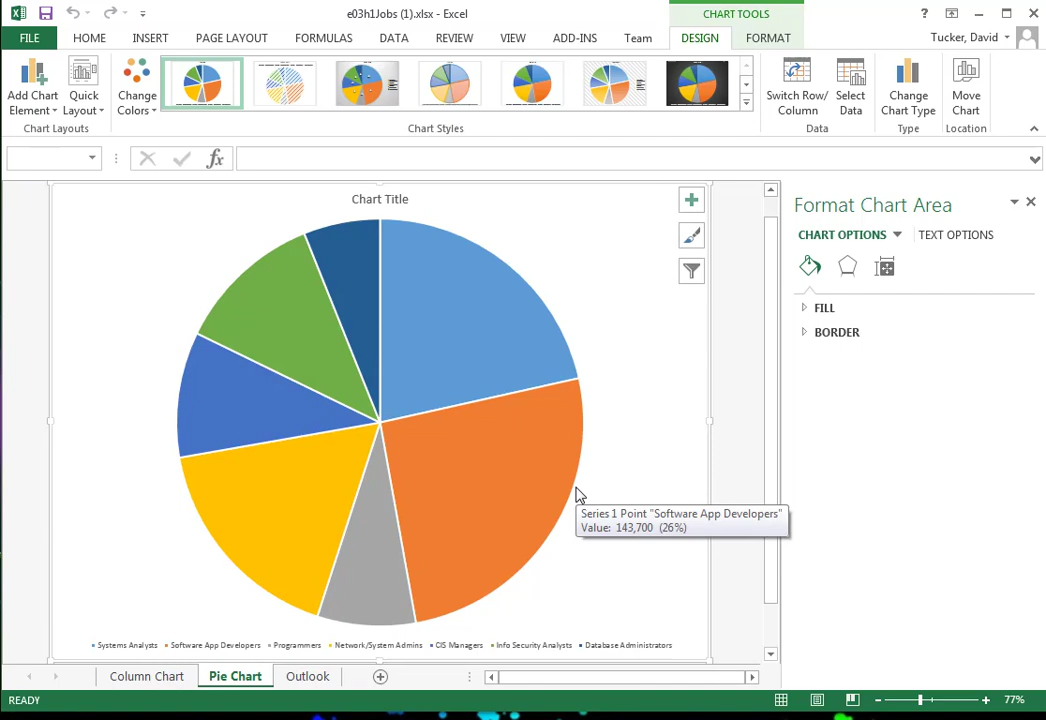 e03h1Jobs (1).xlsx - Excel
CHART TOOLS
?
FILE HOME INSERT PAGE LAYOUT FORMULAS DATA REVIEW VIEW ADD-INS Team DESIGN FORMAT Tucker, David
Add Chart Element
Quick Layout
Change Colors
Switch Row/ Column
Select Data
Change Chart Type
Move Chart
Chart Layouts Chart Styles Data Type Location
fx
Chart Title
Format Chart Area
CHART OPTIONS TEXT OPTIONS
FILL
BORDER
Series 1 Point "Software App Developers"
Value: 143,700 (26%)
Systems Analysts Software App Developers Programmers Network/System Admins CIS Managers Info Security Analysts Database Administrators
Column Chart Pie Chart Outlook
READY 77%